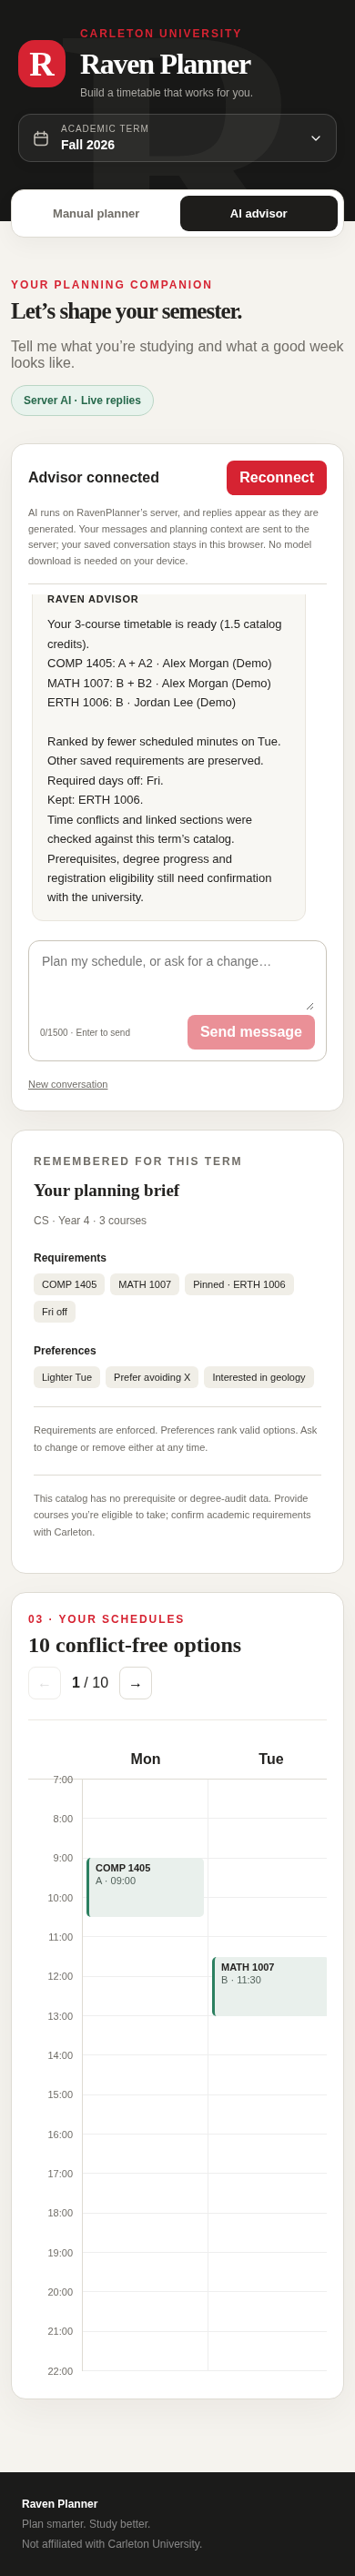 CARLETON UNIVERSITY
R
Raven Planner
Build a timetable that works for you.
ACADEMIC TERM
Fall 2026
Manual planner
AI advisor
YOUR PLANNING COMPANION
Let’s shape your semester.
Tell me what you’re studying and what a good week
looks like.
Server AI · Live replies
Advisor connected
Reconnect
AI runs on RavenPlanner’s server, and replies appear as they are
generated. Your messages and planning context are sent to the
server; your saved conversation stays in this browser. No model
download is needed on your device.
RAVEN ADVISOR
Your 3-course timetable is ready (1.5 catalog
credits).
COMP 1405: A + A2 · Alex Morgan (Demo)
MATH 1007: B + B2 · Alex Morgan (Demo)
ERTH 1006: B · Jordan Lee (Demo)
Ranked by fewer scheduled minutes on Tue.
Other saved requirements are preserved.
Required days off: Fri.
Kept: ERTH 1006.
Time conflicts and linked sections were
checked against this term’s catalog.
Prerequisites, degree progress and
registration eligibility still need confirmation
with the university.
Plan my schedule, or ask for a change…
0/1500 · Enter to send
Send message
New conversation
REMEMBERED FOR THIS TERM
Your planning brief
CS · Year 4 · 3 courses
Requirements
COMP 1405 MATH 1007 Pinned · ERTH 1006
Fri off
Preferences
Lighter Tue Prefer avoiding X Interested in geology
Requirements are enforced. Preferences rank valid options. Ask
to change or remove either at any time.
This catalog has no prerequisite or degree-audit data. Provide
courses you’re eligible to take; confirm academic requirements
with Carleton.
03 · YOUR SCHEDULES
10 conflict-free options
← 1 / 10 →
Mon Tue
7:00
8:00
9:00
COMP 1405
A · 09:00
10:00
11:00
MATH 1007
B · 11:30
12:00
13:00
14:00
15:00
16:00
17:00
18:00
19:00
20:00
21:00
22:00
Raven Planner
Plan smarter. Study better.
Not affiliated with Carleton University.